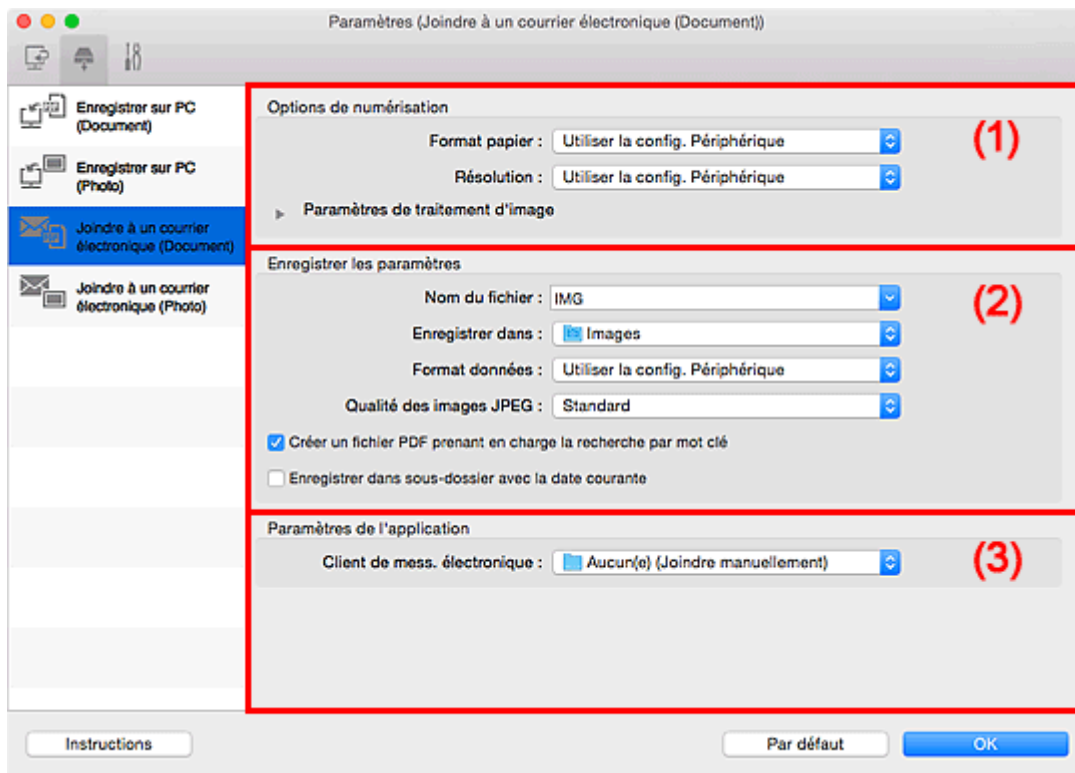 Paramètres (Joindre à un courrier électronique (Document))
Enregistrer sur PC
(Document)
Enregistrer sur PC
(Photo)
Joindre à un courrier
électronique (Document)
Joindre à un courrier
électronique (Photo)
Options de numérisation
(1)
Format papier : Utiliser la config. Périphérique
Résolution : Utiliser la config. Périphérique
Paramètres de traitement d'image
Enregistrer les paramètres
(2)
Nom du fichier : IMG
Enregistrer dans : Images
Format données : Utiliser la config. Périphérique
Qualité des images JPEG : Standard
Créer un fichier PDF prenant en charge la recherche par mot clé
Enregistrer dans sous-dossier avec la date courante
Paramètres de l'application
(3)
Client de mess. électronique : Aucun(e) (Joindre manuellement)
Instructions
Par défaut
OK